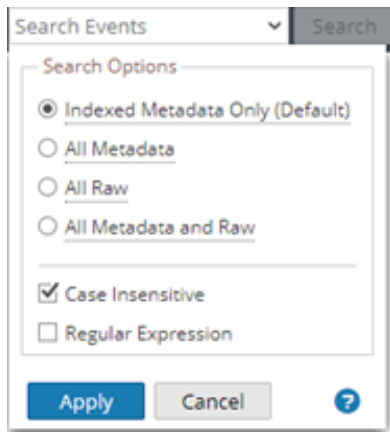 Search Events Search
Search Options
Indexed Metadata Only (Default)
All Metadata
All Raw
All Metadata and Raw
Case Insensitive
Regular Expression
Apply Cancel ?